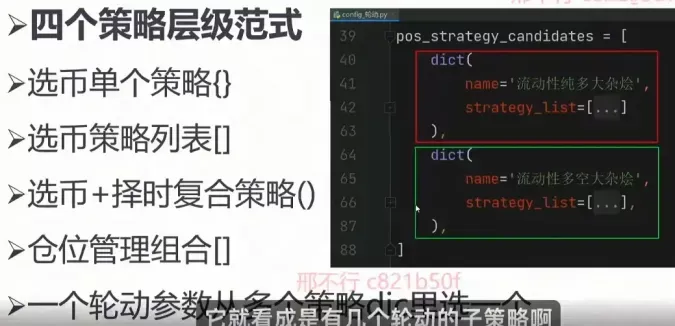 ➤四个策略层级范式
➤选币单个策略{}
➤选币策略列表[]
➤选币+择时复合策略()
➤仓位管理组合[]
➤一个轮动参数从多个策略dic里选一个
config_轮动.py
39 pos_strategy_candidates = [
40 dict(
41 name='流动性纯多大杂烩',
42 strategy_list=[...]
63 ),
64 dict(
65 name='流动性多空大杂烩',
66 strategy_list=[...],
87 ),
88 ]
邢不行 c821b50f
它就看成是有几个轮动的子策略啊